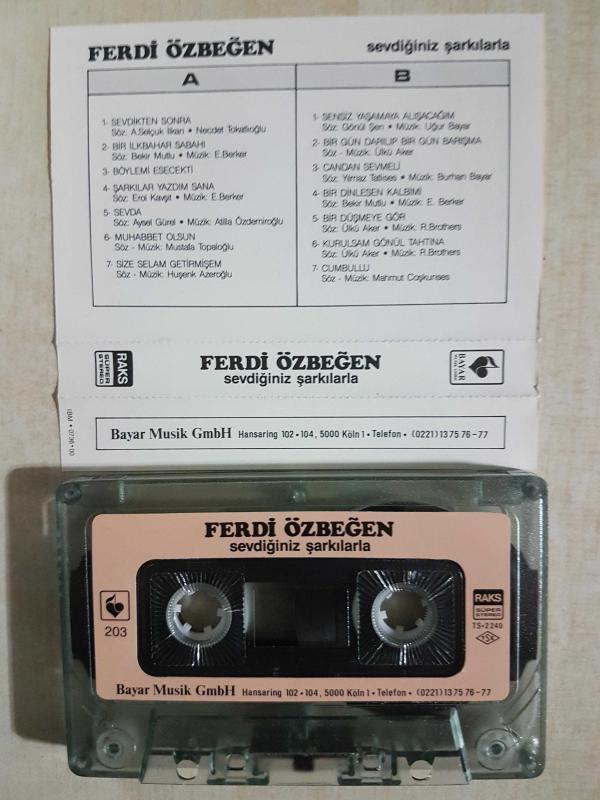 FERDİ ÖZBEĞEN sevdiğiniz şarkılarla
A
1- SEVDİKTEN SONRA
Söz: A.Selçuk İlkan • Necdet Tokatlıoğlu
2- BİR İLKBAHAR SABAHI
Söz: Bekir Mutlu • Müzik: E.Berker
3- BÖYLEMİ ESECEKTİ
4- ŞARKILAR YAZDIM SANA
Söz: Erol Kavşit • Müzik: E.Berker
5- SEVDA
Söz: Aysel Gürel • Müzik: Atilla Özdemiroğlu
6- MUHABBET OLSUN
Söz - Müzik: Mustafa Topaloğlu
7- SİZE SELAM GETİRMİŞEM
Söz - Müzik: Huşenk Azeroğlu
B
1- SENSİZ YAŞAMAYA ALIŞACAĞIM
Söz: Gönül Şen • Müzik: Uğur Bayar
2- BİR GÜN DARILIP BİR GÜN BARIŞMA
Söz - Müzik: Ülkü Aker
3- CANDAN SEVMELİ
Söz: Yılmaz Tatlıses • Müzik: Burhan Bayar
4- BİR DİNLESEN KALBİMİ
Söz: Bekir Mutlu • Müzik: E. Berker
5- BİR DÜŞMEYE GÖR
Söz: Ülkü Aker • Müzik: R.Brothers
6- KURULSAM GÖNÜL TAHTINA
Söz: Ülkü Aker • Müzik: R.Brothers
7- CUMBULLU
Söz - Müzik: Mahmut Coşkunses
RAKS
SÜPER
STEREO
FERDİ ÖZBEĞEN
sevdiğiniz şarkılarla
BAYAR
Bayar Musik GmbH Hansaring 102 • 104, 5000 Köln 1 • Telefon • (0221) 13 75 76 - 77
FERDİ ÖZBEĞEN
sevdiğiniz şarkılarla
203
RAKS
SÜPER
STEREO
TS•2240
TSE
Bayar Musik GmbH Hansaring 102 • 104, 5000 Köln 1 • Telefon • (0221) 13 75 76 - 77